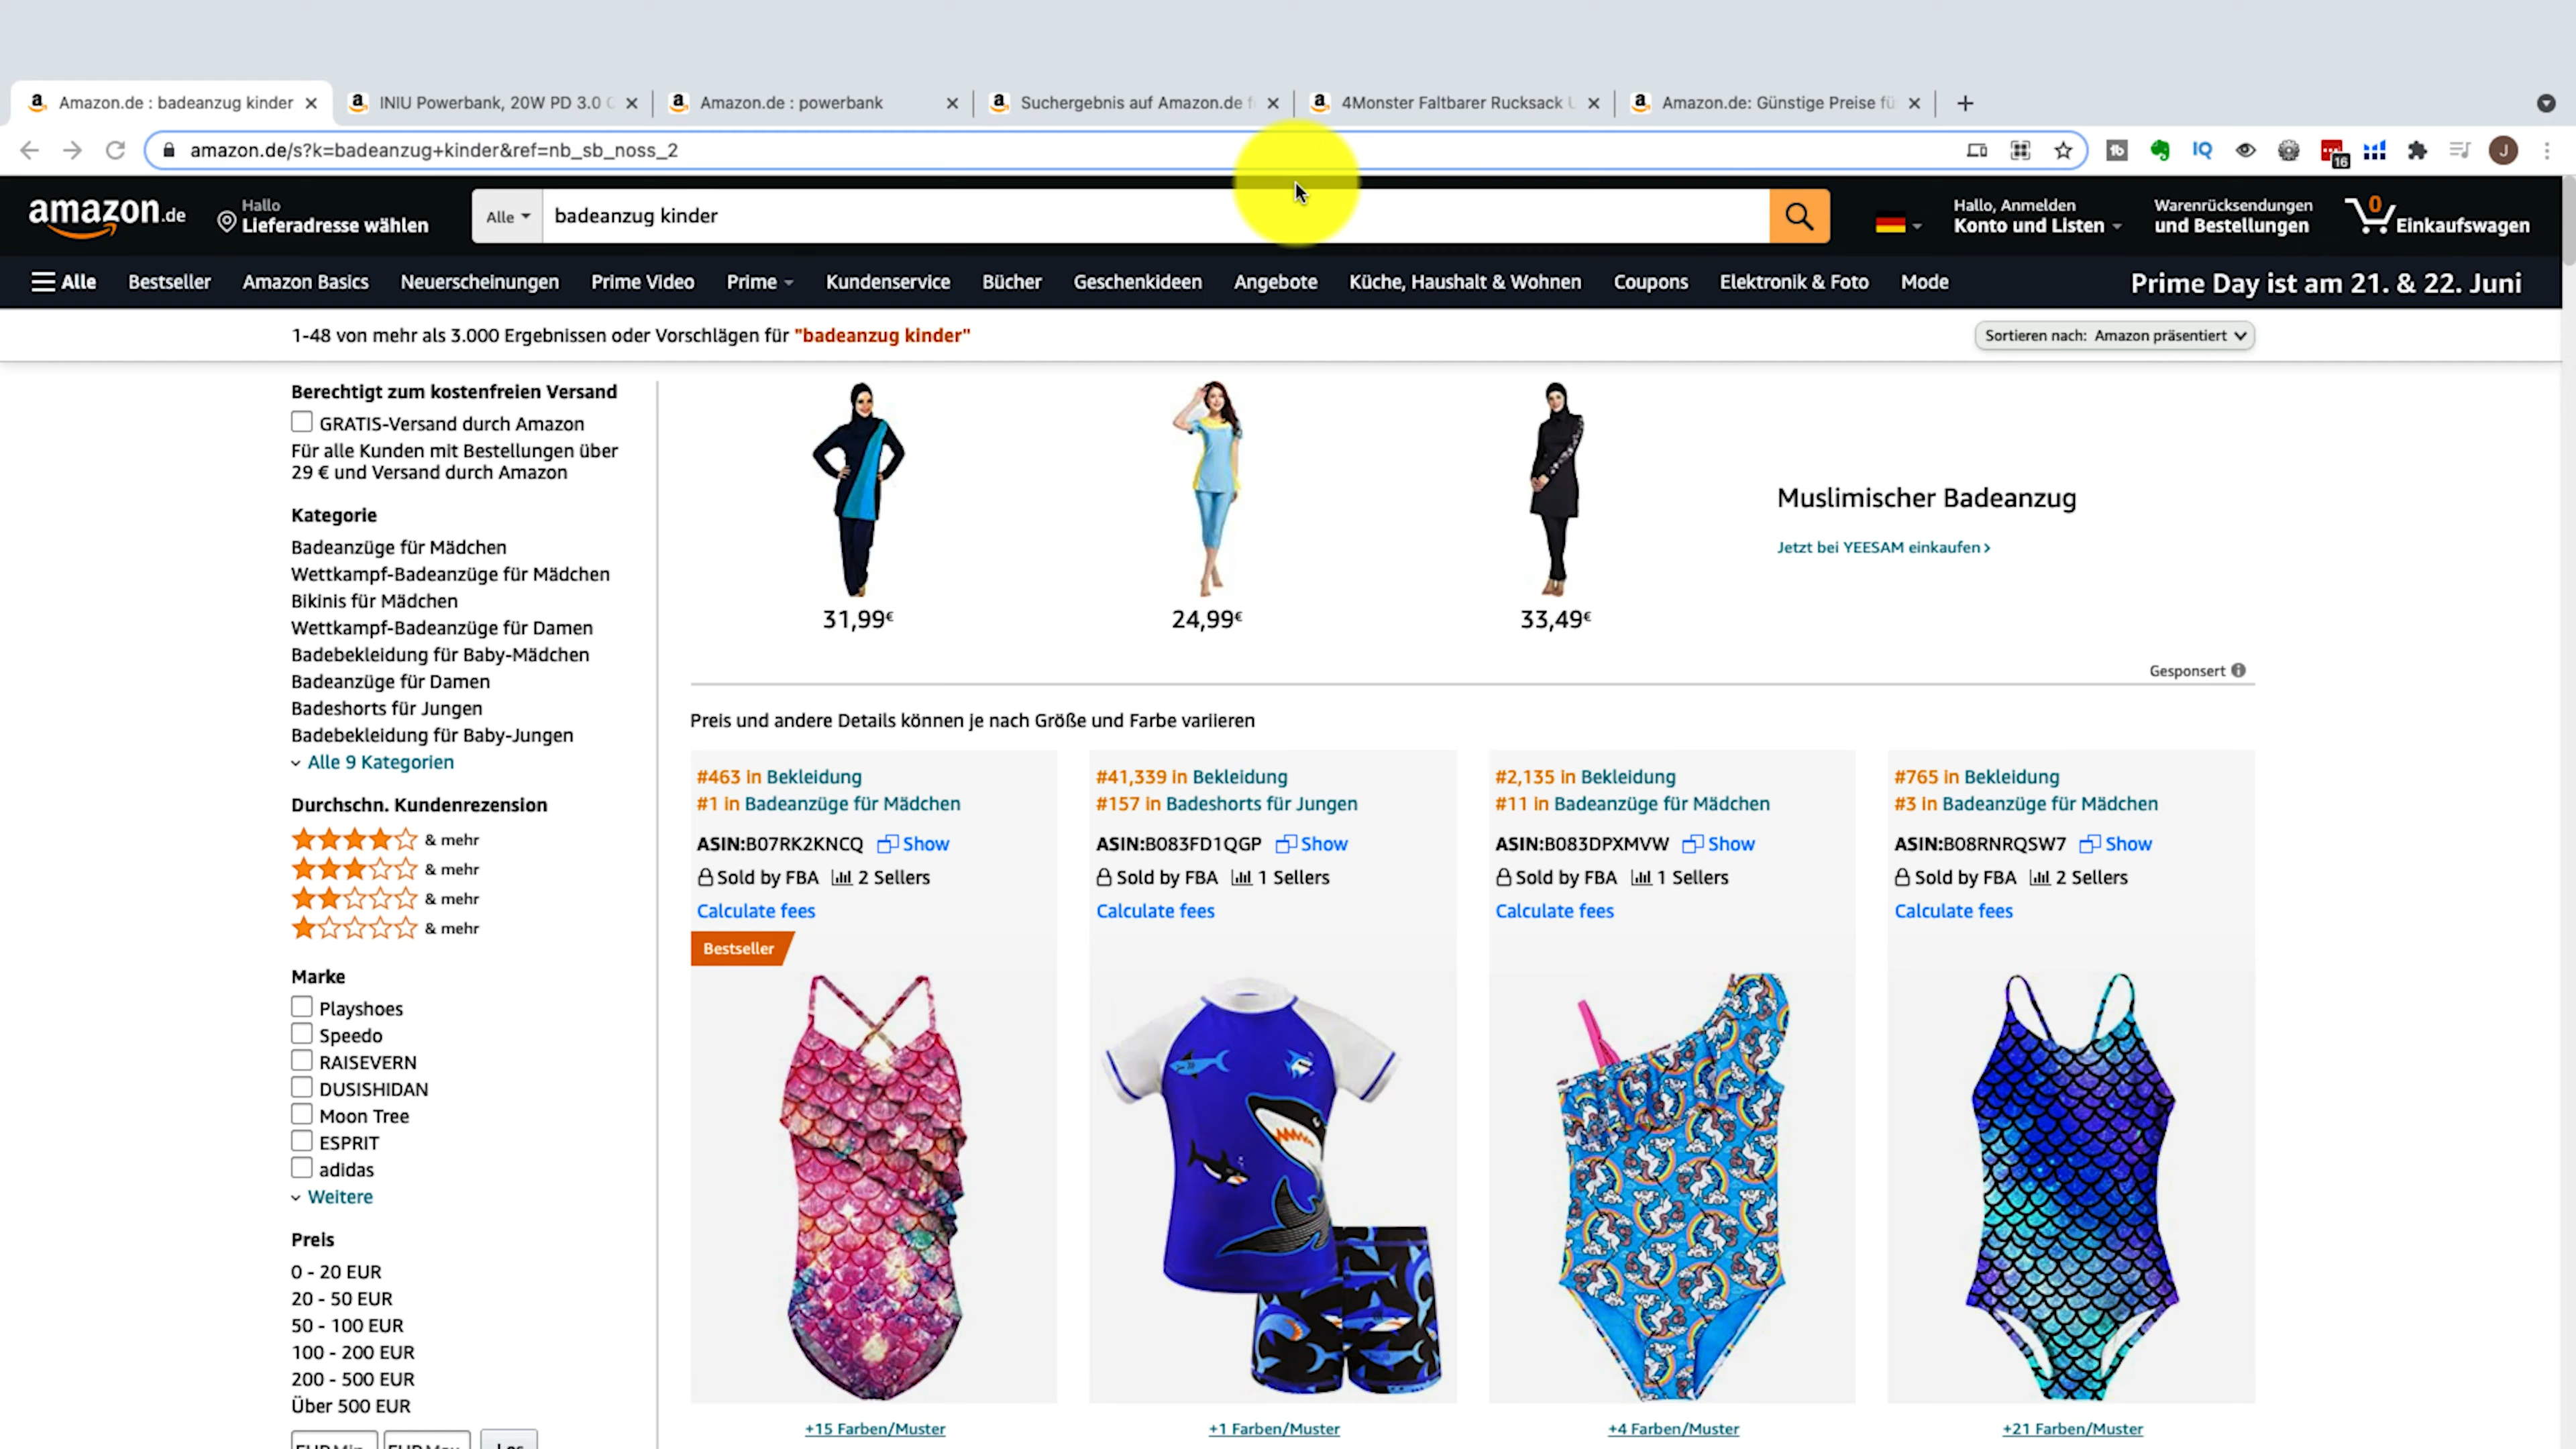 Amazon.de : badeanzug kinder
INIU Powerbank, 20W PD 3.0
Amazon.de : powerbank
Suchergebnis auf Amazon.de
4Monster Faltbarer Rucksack
Amazon.de: Günstige Preise fü
amazon.de/s?k=badeanzug+kinder&ref=nb_sb_noss_2
IQ
16
J
amazon.de
Hallo
Lieferadresse wählen
Alle
badeanzug kinder
Hallo, Anmelden
Konto und Listen
Warenrücksendungen
und Bestellungen
0
Einkaufswagen
Alle
Bestseller
Amazon Basics
Neuerscheinungen
Prime Video
Prime
Kundenservice
Bücher
Geschenkideen
Angebote
Küche, Haushalt & Wohnen
Coupons
Elektronik & Foto
Mode
Prime Day ist am 21. & 22. Juni
1-48 von mehr als 3.000 Ergebnissen oder Vorschlägen für "badeanzug kinder"
Sortieren nach: Amazon präsentiert
Berechtigt zum kostenfreien Versand
GRATIS-Versand durch Amazon
Für alle Kunden mit Bestellungen über
29 € und Versand durch Amazon
Kategorie
Badeanzüge für Mädchen
Wettkampf-Badeanzüge für Mädchen
Bikinis für Mädchen
Wettkampf-Badeanzüge für Damen
Badebekleidung für Baby-Mädchen
Badeanzüge für Damen
Badeshorts für Jungen
Badebekleidung für Baby-Jungen
Alle 9 Kategorien
Durchschn. Kundenrezension
& mehr
& mehr
& mehr
& mehr
Marke
Playshoes
Speedo
RAISEVERN
DUSISHIDAN
Moon Tree
ESPRIT
adidas
Weitere
Preis
0 - 20 EUR
20 - 50 EUR
50 - 100 EUR
100 - 200 EUR
200 - 500 EUR
Über 500 EUR
31,99€
24,99€
33,49€
Muslimischer Badeanzug
Jetzt bei YEESAM einkaufen ›
Gesponsert
Preis und andere Details können je nach Größe und Farbe variieren
#463 in Bekleidung
#1 in Badeanzüge für Mädchen
ASIN:B07RK2KNCQ Show
Sold by FBA 2 Sellers
Calculate fees
Bestseller
+15 Farben/Muster
#41,339 in Bekleidung
#157 in Badeshorts für Jungen
ASIN:B083FD1QGP Show
Sold by FBA 1 Sellers
Calculate fees
+1 Farben/Muster
#2,135 in Bekleidung
#11 in Badeanzüge für Mädchen
ASIN:B083DPXMVW Show
Sold by FBA 1 Sellers
Calculate fees
+4 Farben/Muster
#765 in Bekleidung
#3 in Badeanzüge für Mädchen
ASIN:B08RNRQSW7 Show
Sold by FBA 2 Sellers
Calculate fees
+21 Farben/Muster